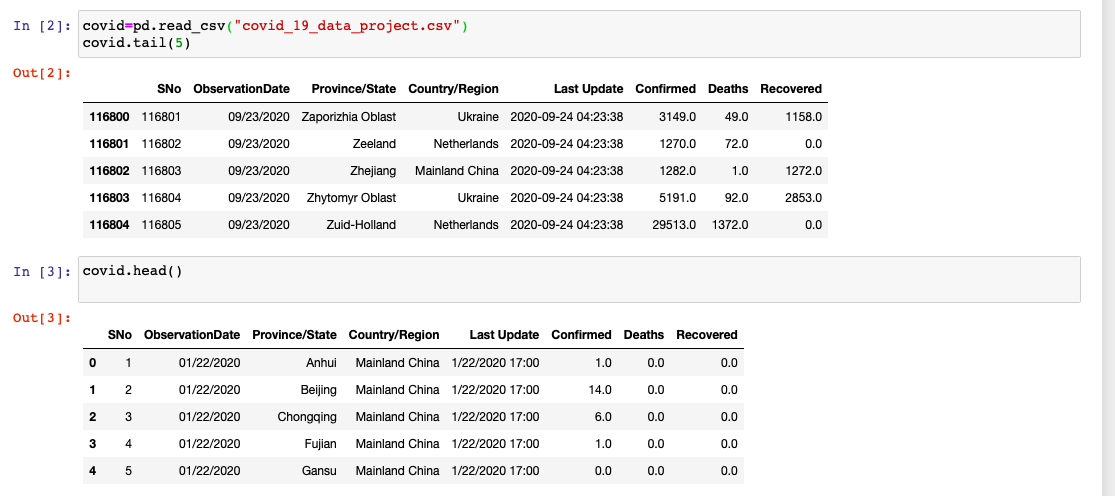 In [2]: covid=pd.read_csv("covid_19_data_project.csv")
covid.tail(5)
Out[2]:
SNo ObservationDate Province/State Country/Region Last Update Confirmed Deaths Recovered
116800 116801 09/23/2020 Zaporizhia Oblast Ukraine 2020-09-24 04:23:38 3149.0 49.0 1158.0
116801 116802 09/23/2020 Zeeland Netherlands 2020-09-24 04:23:38 1270.0 72.0 0.0
116802 116803 09/23/2020 Zhejiang Mainland China 2020-09-24 04:23:38 1282.0 1.0 1272.0
116803 116804 09/23/2020 Zhytomyr Oblast Ukraine 2020-09-24 04:23:38 5191.0 92.0 2853.0
116804 116805 09/23/2020 Zuid-Holland Netherlands 2020-09-24 04:23:38 29513.0 1372.0 0.0
In [3]: covid.head()
Out[3]:
SNo ObservationDate Province/State Country/Region Last Update Confirmed Deaths Recovered
0 1 01/22/2020 Anhui Mainland China 1/22/2020 17:00 1.0 0.0 0.0
1 2 01/22/2020 Beijing Mainland China 1/22/2020 17:00 14.0 0.0 0.0
2 3 01/22/2020 Chongqing Mainland China 1/22/2020 17:00 6.0 0.0 0.0
3 4 01/22/2020 Fujian Mainland China 1/22/2020 17:00 1.0 0.0 0.0
4 5 01/22/2020 Gansu Mainland China 1/22/2020 17:00 0.0 0.0 0.0